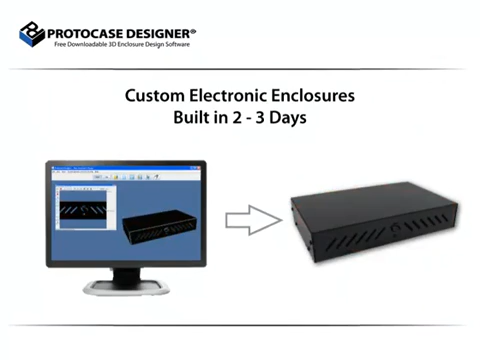 PROTOCASE DESIGNER®
Free Downloadable 3D Enclosure Design Software
Custom Electronic Enclosures
Built in 2 - 3 Days